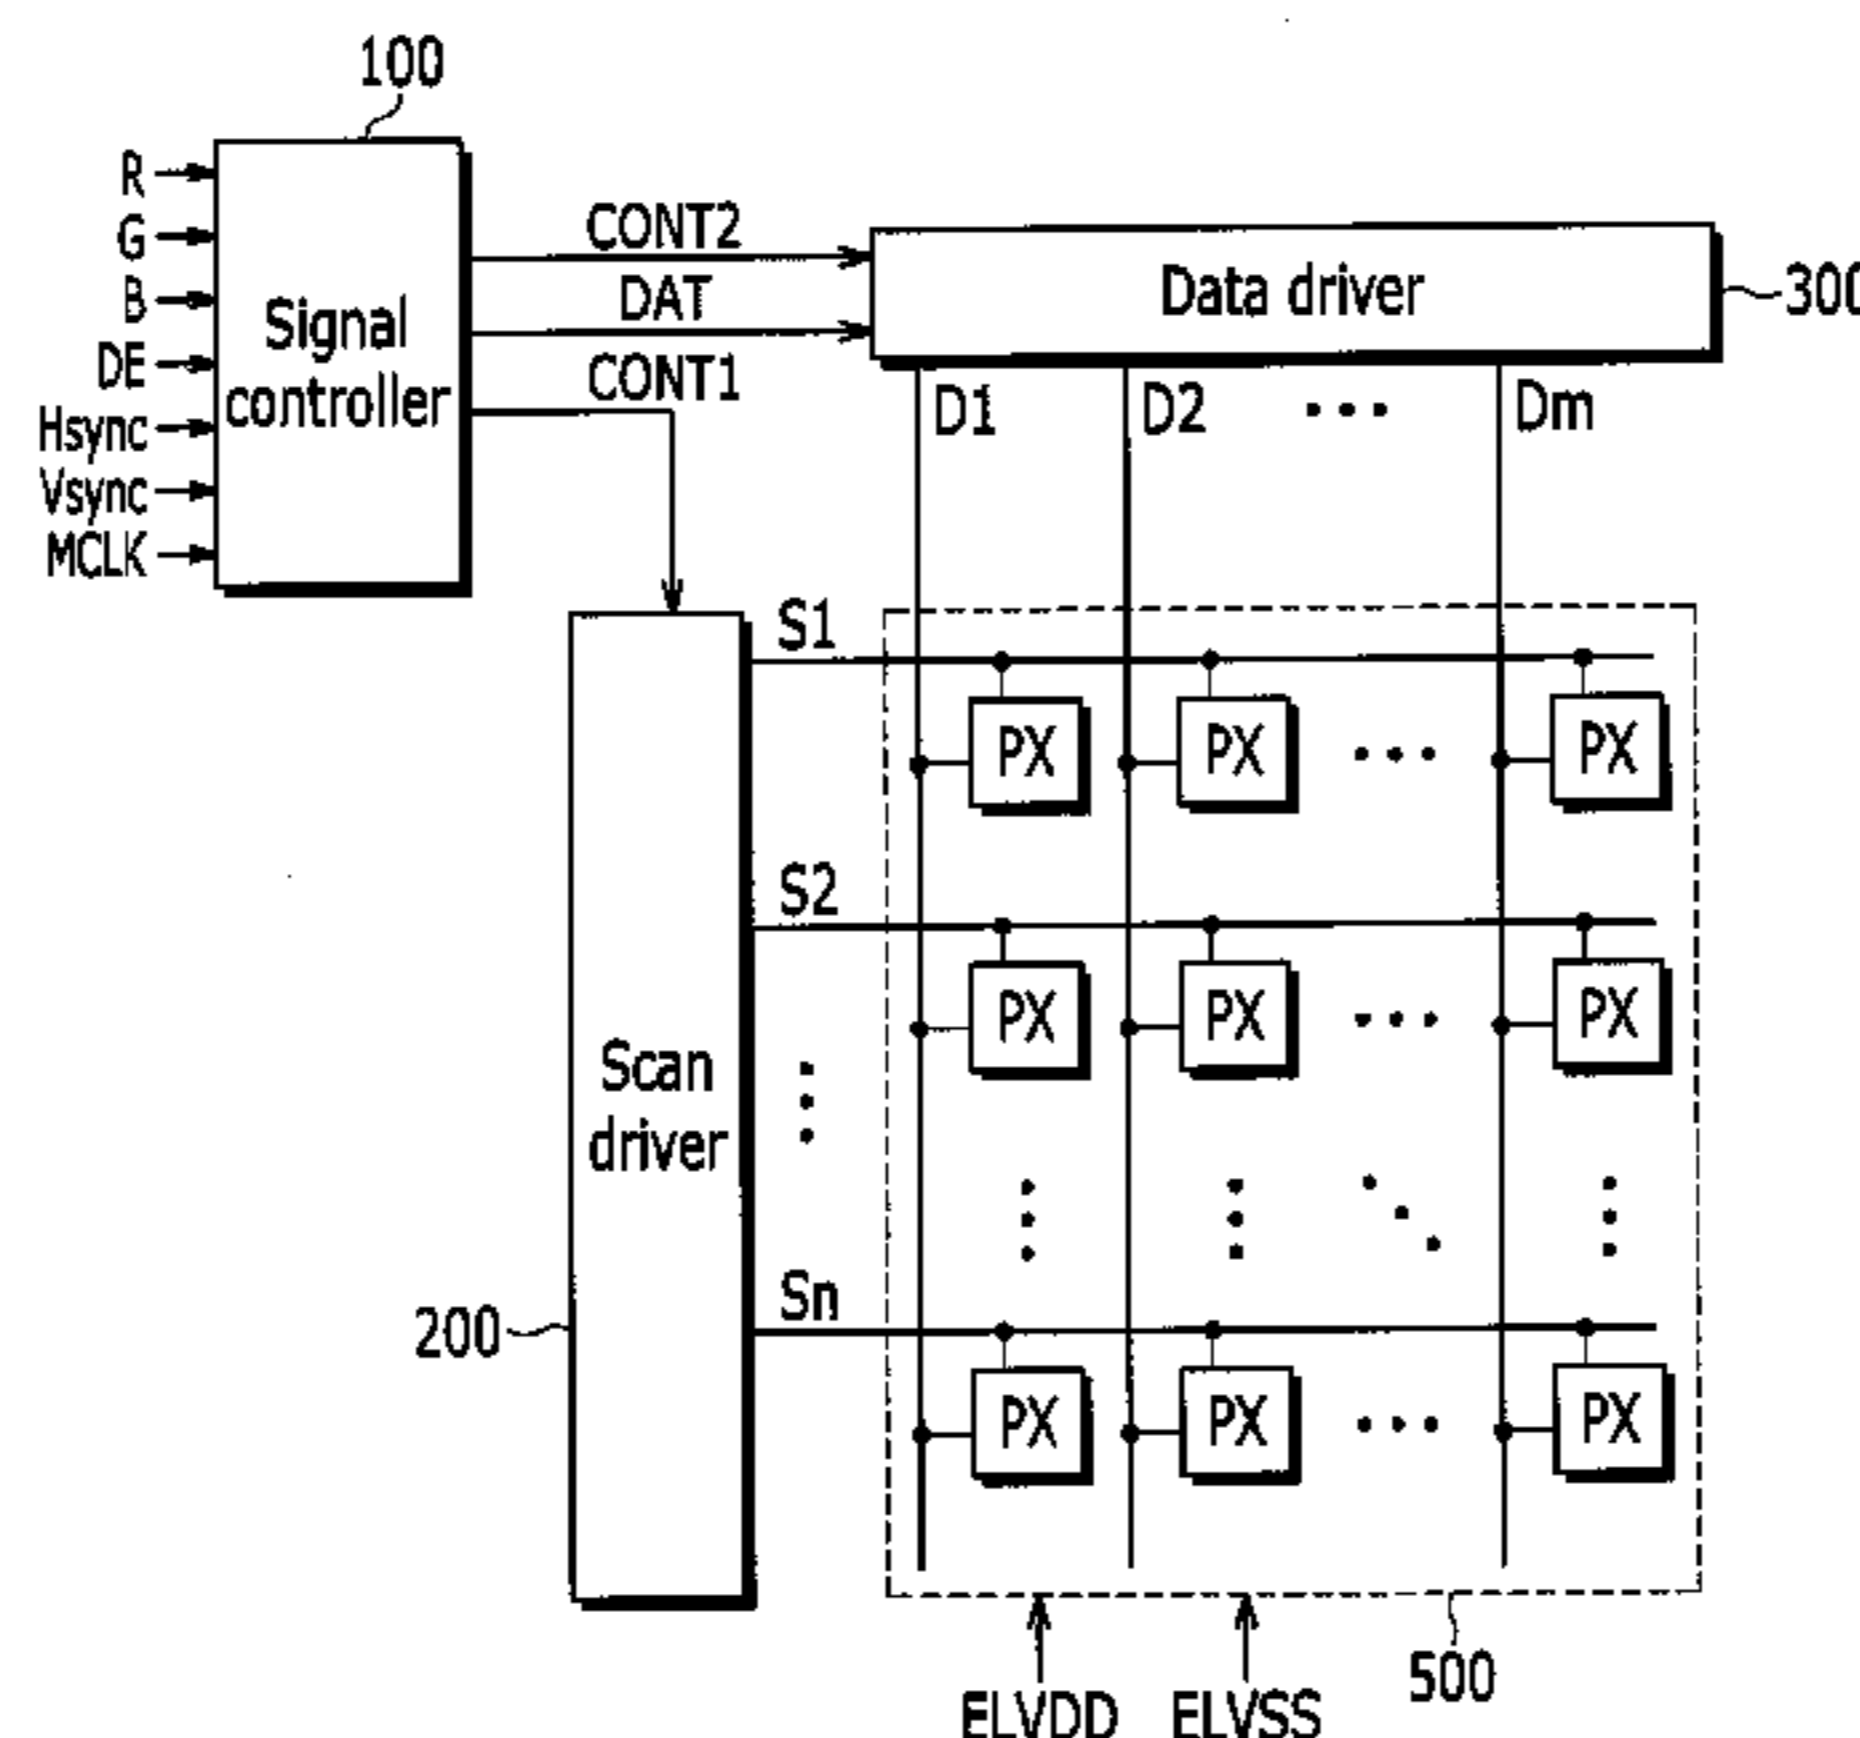 100
R
G
B
DE
Hsync
Vsync
MCLK
Signal
controller
CONT2
DAT
CONT1
Data driver
300
D1 D2 ••• Dm
S1
PX PX ••• PX
S2
PX PX ••• PX
Scan
driver
200
Sn
PX PX ••• PX
ELVDD ELVSS
500